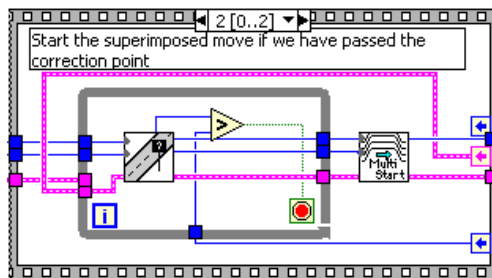 2 [0..2]
Start the superimposed move if we have passed the
correction point
>
?
i
Multi
Start